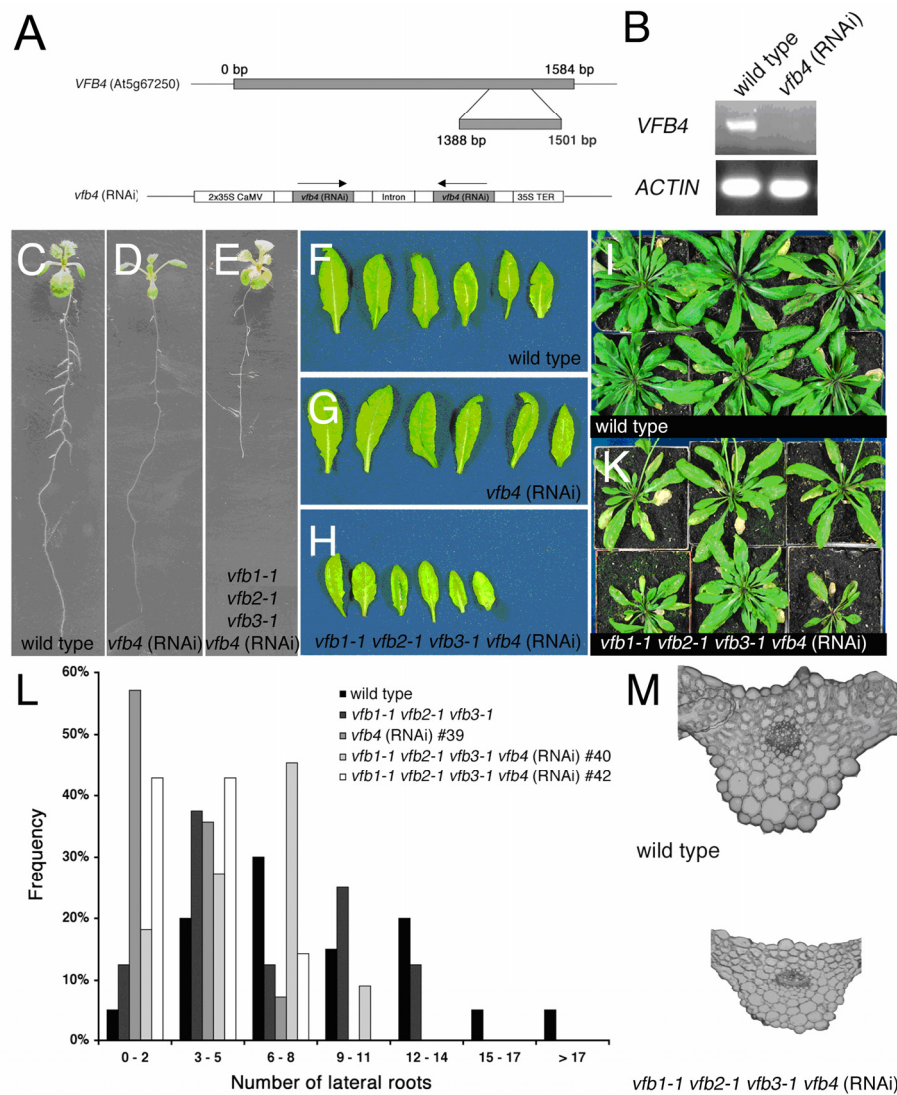 A
0 bp
1584 bp
VFB4 (At5g67250)
1388 bp
1501 bp
vfb4 (RNAi)
2x35S CaMV
vfb4 (RNAi)
Intron
vfb4 (RNAi)
35S TER
B
wild type
vfb4 (RNAi)
VFB4
ACTIN
C
wild type
D
vfb4 (RNAi)
E
vfb1-1
vfb2-1
vfb3-1
vfb4 (RNAi)
F
wild type
G
vfb4 (RNAi)
H
vfb1-1 vfb2-1 vfb3-1 vfb4 (RNAi)
I
wild type
K
vfb1-1 vfb2-1 vfb3-1 vfb4 (RNAi)
L
60%
50%
40%
30%
20%
10%
0%
Frequency
wild type
vfb1-1 vfb2-1 vfb3-1
vfb4 (RNAi) #39
vfb1-1 vfb2-1 vfb3-1 vfb4 (RNAi) #40
vfb1-1 vfb2-1 vfb3-1 vfb4 (RNAi) #42
0 - 2
3 - 5
6 - 8
9 - 11
12 - 14
15 - 17
> 17
Number of lateral roots
M
wild type
vfb1-1 vfb2-1 vfb3-1 vfb4 (RNAi)